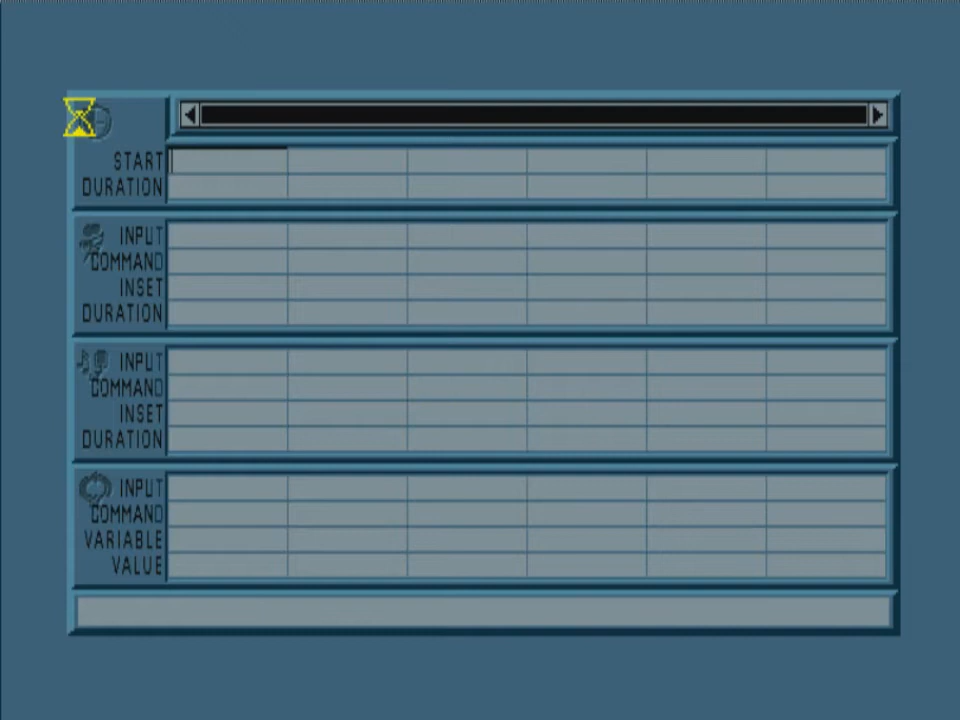 START
DURATION
INPUT
COMMAND
INSET
DURATION
INPUT
COMMAND
INSET
DURATION
INPUT
COMMAND
VARIABLE
VALUE